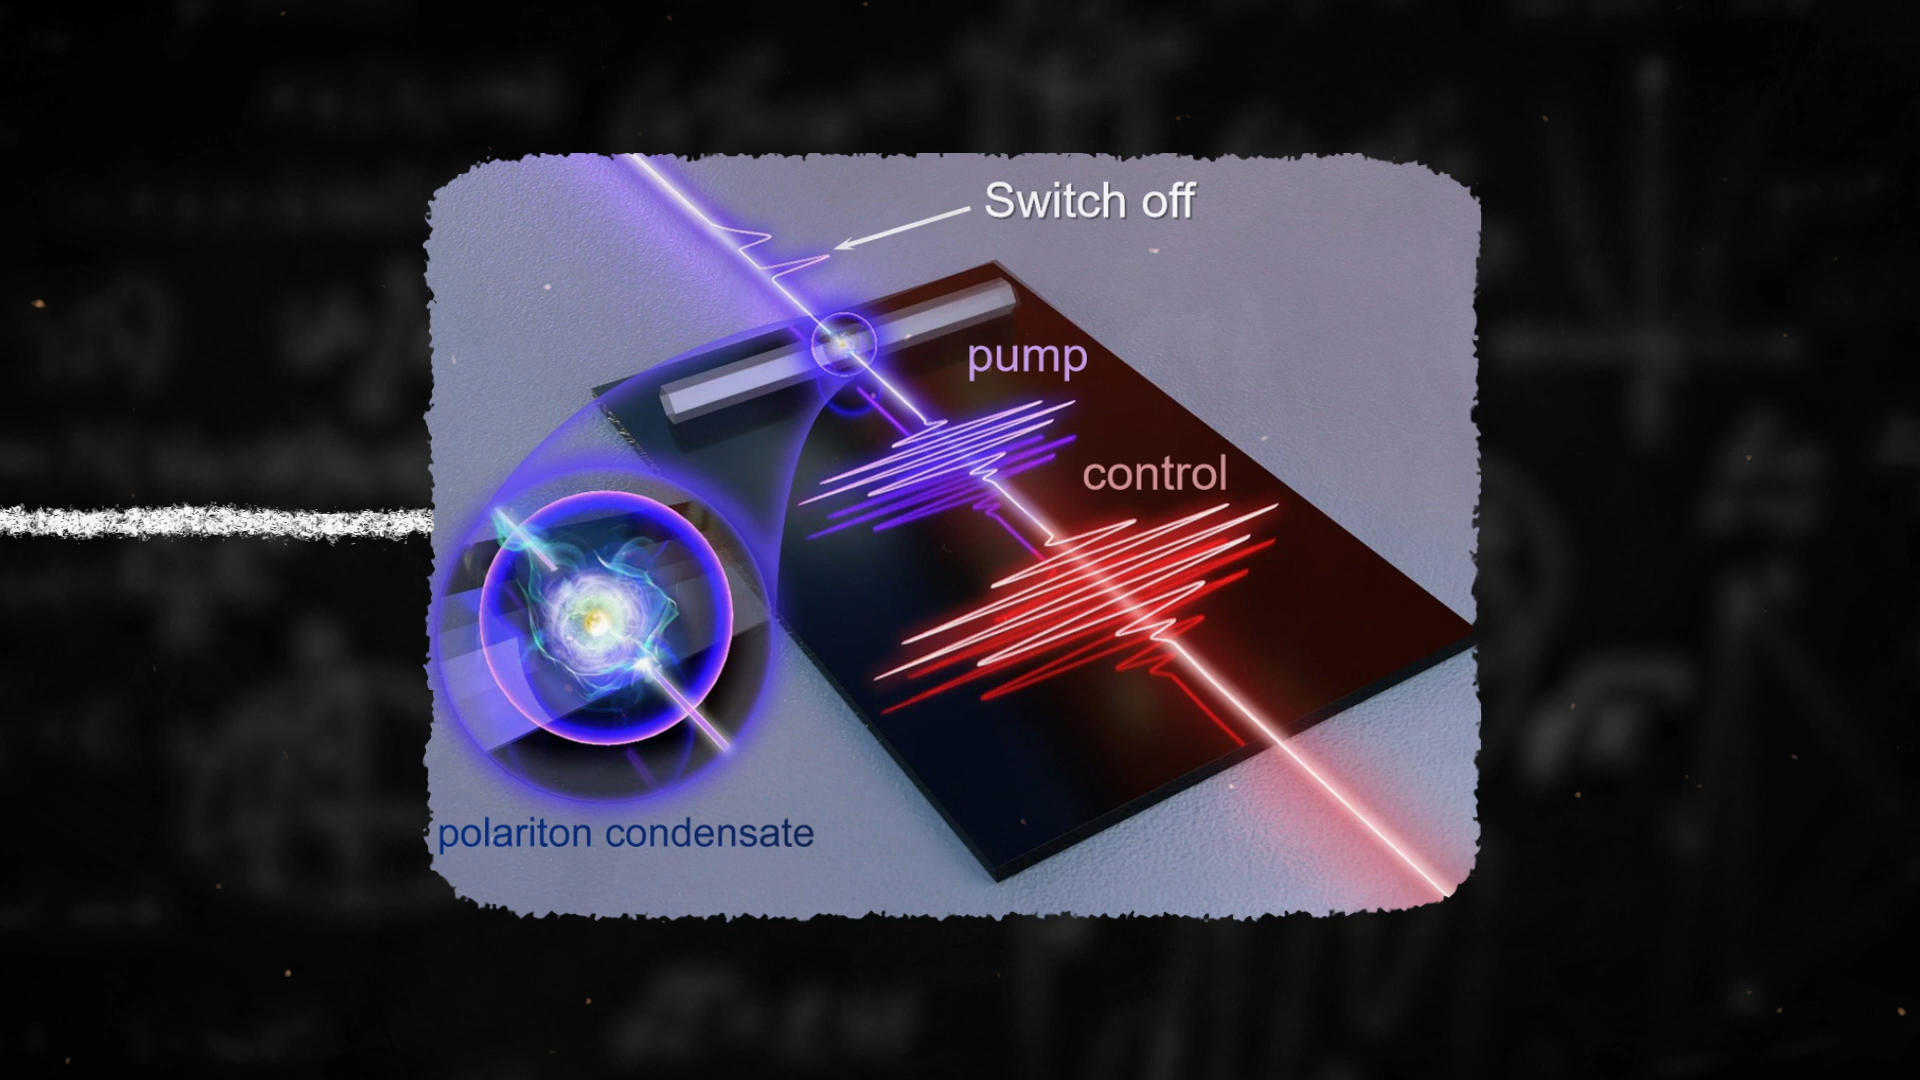 Switch off
pump
control
polariton condensate